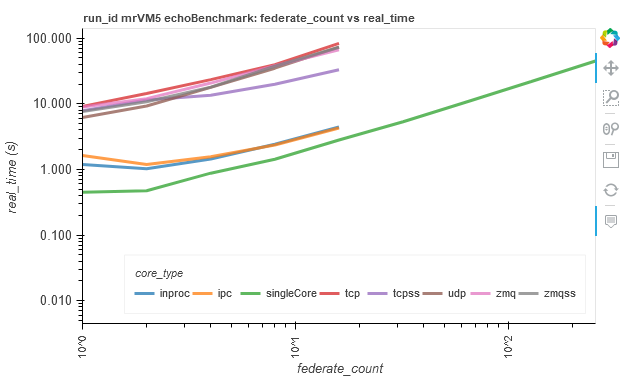 run_id mrVM5 echoBenchmark: federate_count vs real_time
100.000
10.000
1.000
0.100
0.010
real_time (s)
core_type
inproc ipc singleCore tcp tcpss udp zmq zmqss
10^0 10^1 10^2
federate_count